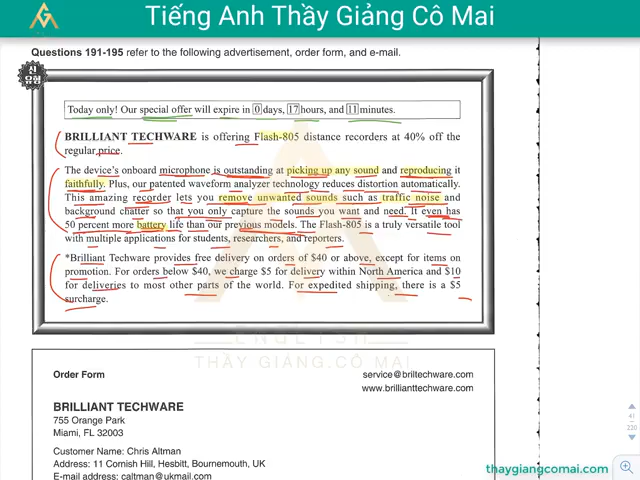 Tiếng Anh Thầy Giảng Cô Mai
Questions 191-195 refer to the following advertisement, order form, and e-mail.
Today only! Our special offer will expire in 0 days, 17 hours, and 11 minutes.
BRILLIANT TECHWARE is offering Flash-805 distance recorders at 40% off the
regular price.
The device's onboard microphone is outstanding at picking up any sound and reproducing it
faithfully. Plus, our patented waveform analyzer technology reduces distortion automatically.
This amazing recorder lets you remove unwanted sounds such as traffic noise and
background chatter so that you only capture the sounds you want and need. It even has
50 percent more battery life than our previous models. The Flash-805 is a truly versatile tool
with multiple applications for students, researchers, and reporters.
*Brilliant Techware provides free delivery on orders of $40 or above, except for items on
promotion. For orders below $40, we charge $5 for delivery within North America and $10
for deliveries to most other parts of the world. For expedited shipping, there is a $5
surcharge.
ENGLISH
THẦY GIẢNG.CÔ MAI
Order Form
service@briltechware.com
www.brillianttechware.com
BRILLIANT TECHWARE
755 Orange Park
Miami, FL 32003
Customer Name: Chris Altman
Address: 11 Cornish Hill, Hesbitt, Bournemouth, UK
E-mail address: caltman@ukmail.com
41
220
thaygiangcomai.com